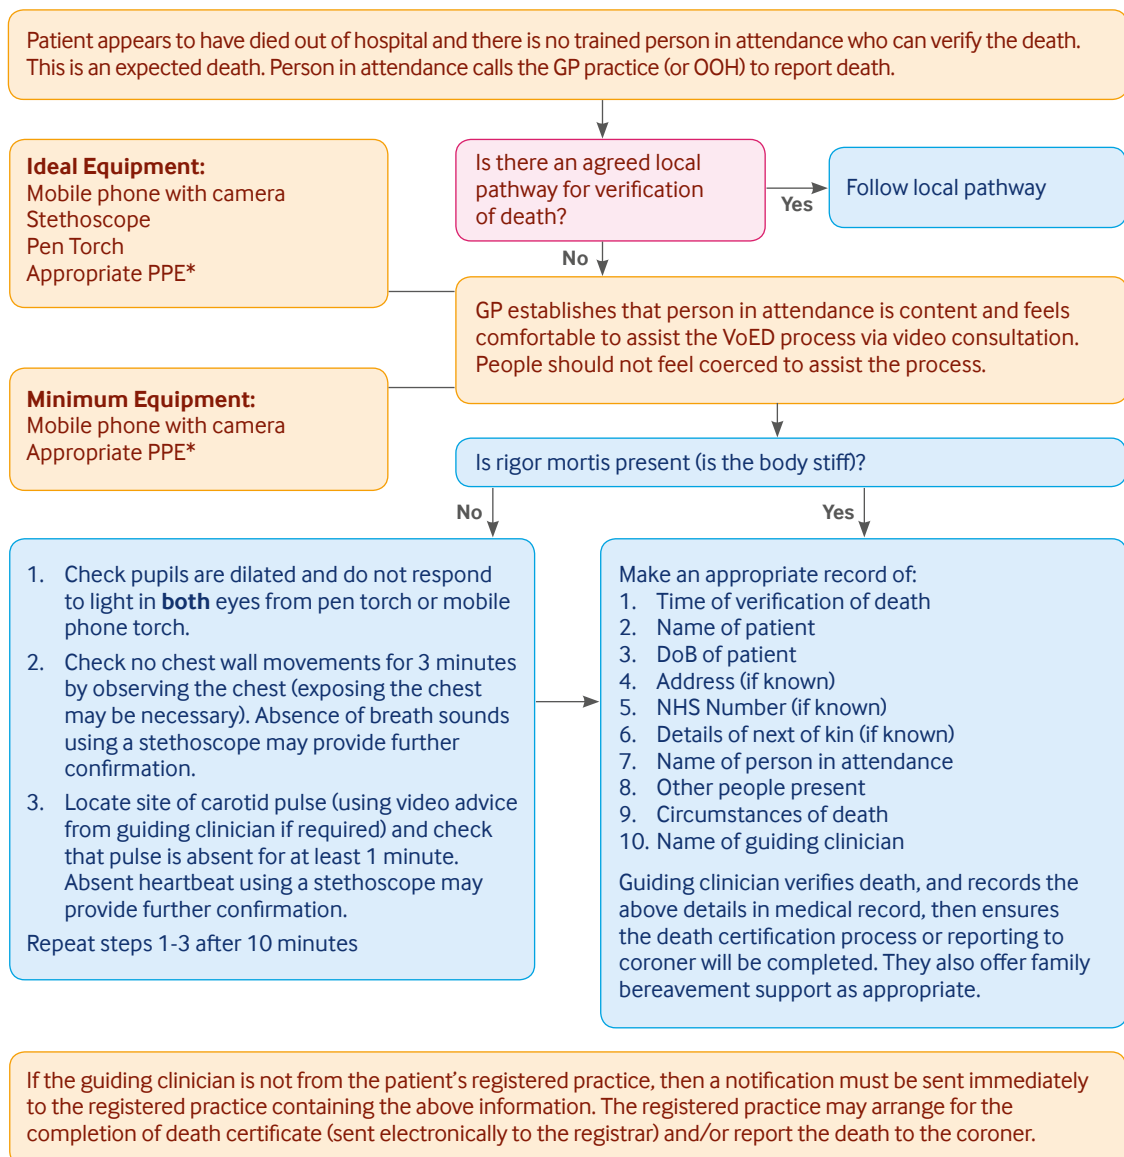 Patient appears to have died out of hospital and there is no trained person in attendance who can verify the death.
This is an expected death. Person in attendance calls the GP practice (or OOH) to report death.
Ideal Equipment:
Mobile phone with camera
Stethoscope
Pen Torch
Appropriate PPE*
Is there an agreed local
pathway for verification
of death?
Yes
Follow local pathway
No
GP establishes that person in attendance is content and feels
comfortable to assist the VoED process via video consultation.
People should not feel coerced to assist the process.
Minimum Equipment:
Mobile phone with camera
Appropriate PPE*
Is rigor mortis present (is the body stiff)?
No
Yes
1. Check pupils are dilated and do not respond
to light in both eyes from pen torch or mobile
phone torch.
2. Check no chest wall movements for 3 minutes
by observing the chest (exposing the chest
may be necessary). Absence of breath sounds
using a stethoscope may provide further
confirmation.
3. Locate site of carotid pulse (using video advice
from guiding clinician if required) and check
that pulse is absent for at least 1 minute.
Absent heartbeat using a stethoscope may
provide further confirmation.
Repeat steps 1-3 after 10 minutes
Make an appropriate record of:
1. Time of verification of death
2. Name of patient
3. DoB of patient
4. Address (if known)
5. NHS Number (if known)
6. Details of next of kin (if known)
7. Name of person in attendance
8. Other people present
9. Circumstances of death
10. Name of guiding clinician
Guiding clinician verifies death, and records the
above details in medical record, then ensures
the death certification process or reporting to
coroner will be completed. They also offer family
bereavement support as appropriate.
If the guiding clinician is not from the patient's registered practice, then a notification must be sent immediately
to the registered practice containing the above information. The registered practice may arrange for the
completion of death certificate (sent electronically to the registrar) and/or report the death to the coroner.